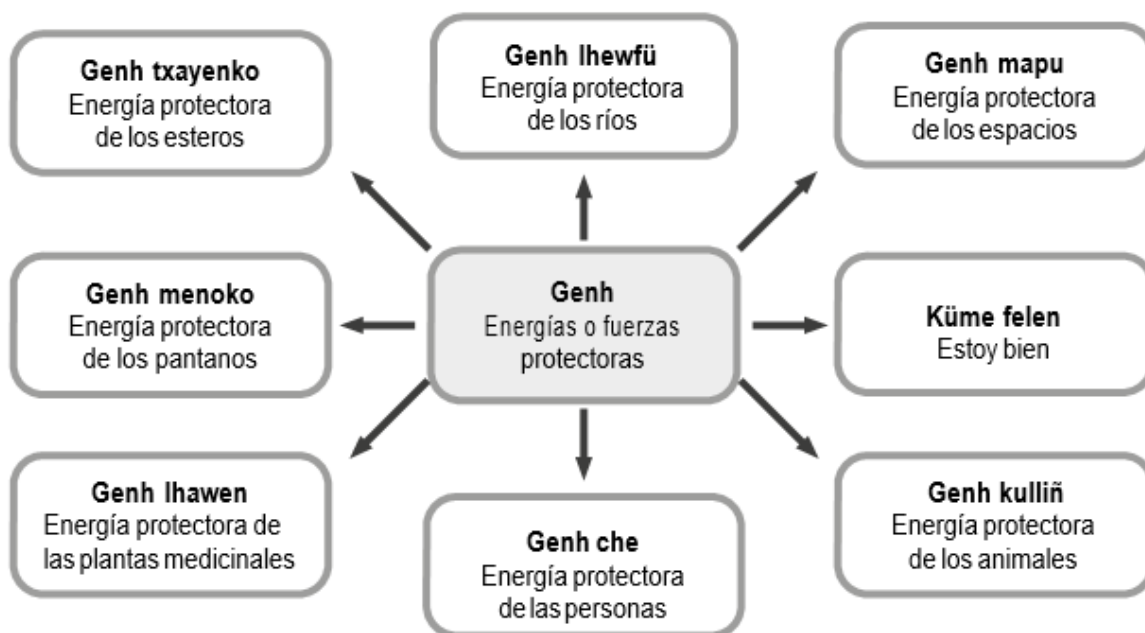 Genh txayenko
Energía protectora
de los esteros
Genh lhewfü
Energía protectora
de los ríos
Genh mapu
Energía protectora
de los espacios
Genh menoko
Energía protectora
de los pantanos
Genh
Energías o fuerzas
protectoras
Küme felen
Estoy bien
Genh lhawen
Energía protectora de
las plantas medicinales
Genh che
Energía protectora
de las personas
Genh kulliñ
Energía protectora
de los animales